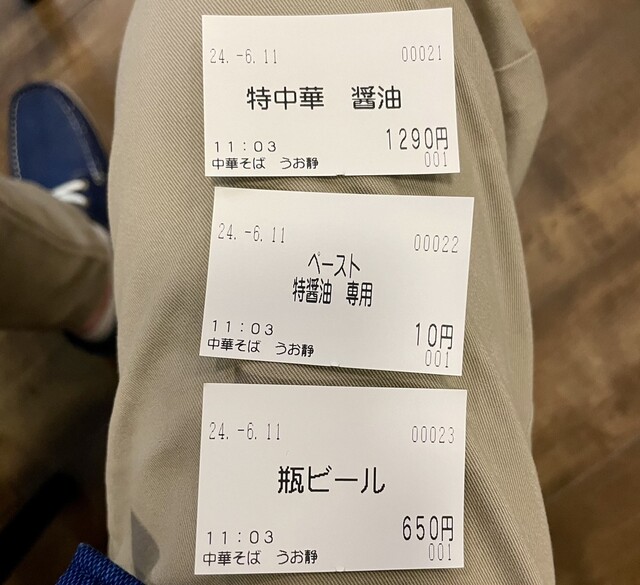 24.-6.11 00021
特中華 醤油
1290円
11:03 001
中華そば うお静
24.-6.11 00022
ペースト
特醤油 専用
10円
11:03 001
中華そば うお静
24.-6.11 00023
瓶ビール
650円
11:03 001
中華そば うお静